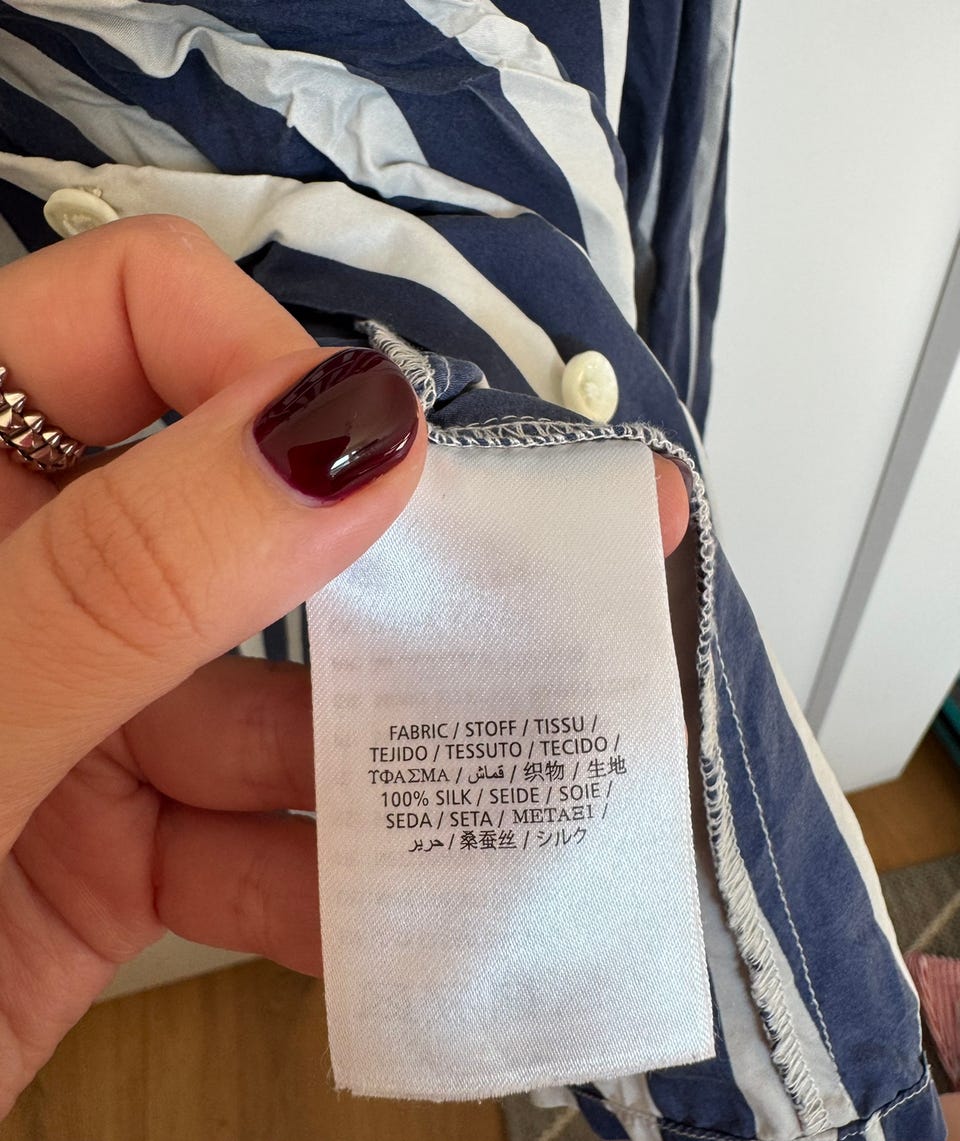 FABRIC / STOFF / TISSU /
TEJIDO / TESSUTO / TECIDO /
ΥΦΑΣΜΑ / قماش / 织物 / 生地
100% SILK / SEIDE / SOIE /
SEDA / SETA / ΜΕΤΑΞΙ /
حرير / 桑蚕丝 / シルク